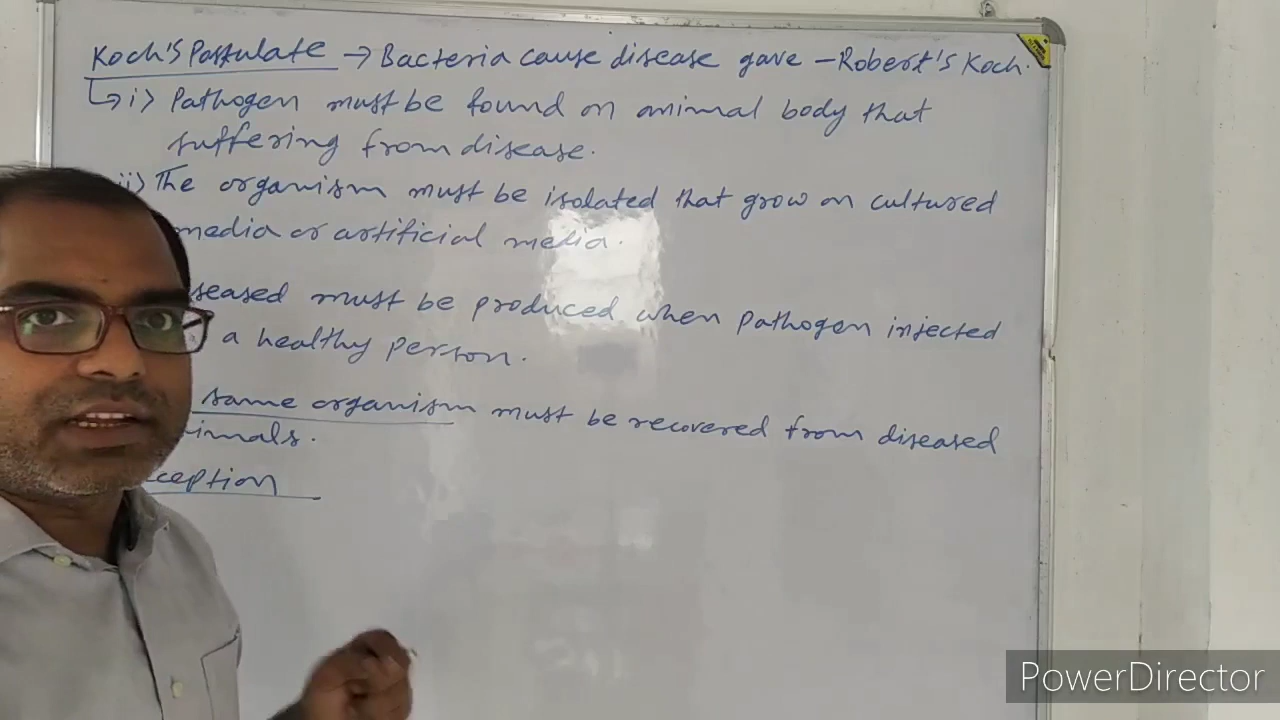 Koch's Postulate → Bacteria cause disease gave - Robert's Koch.
i> Pathogen must be found on animal body that
suffering from disease.
ii> The organism must be isolated that grow on cultured
media or artificial media.
seased must be produced when pathogen injected
a healthy person.
same organism must be recovered from diseased
imals.
ception
PowerDirector